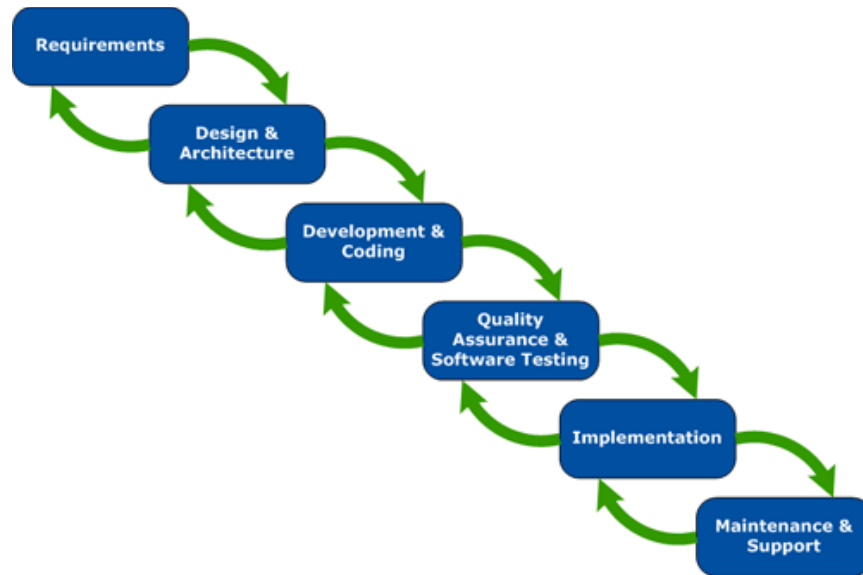 Requirements
Design &
Architecture
Development &
Coding
Quality
Assurance &
Software Testing
Implementation
Maintenance &
Support